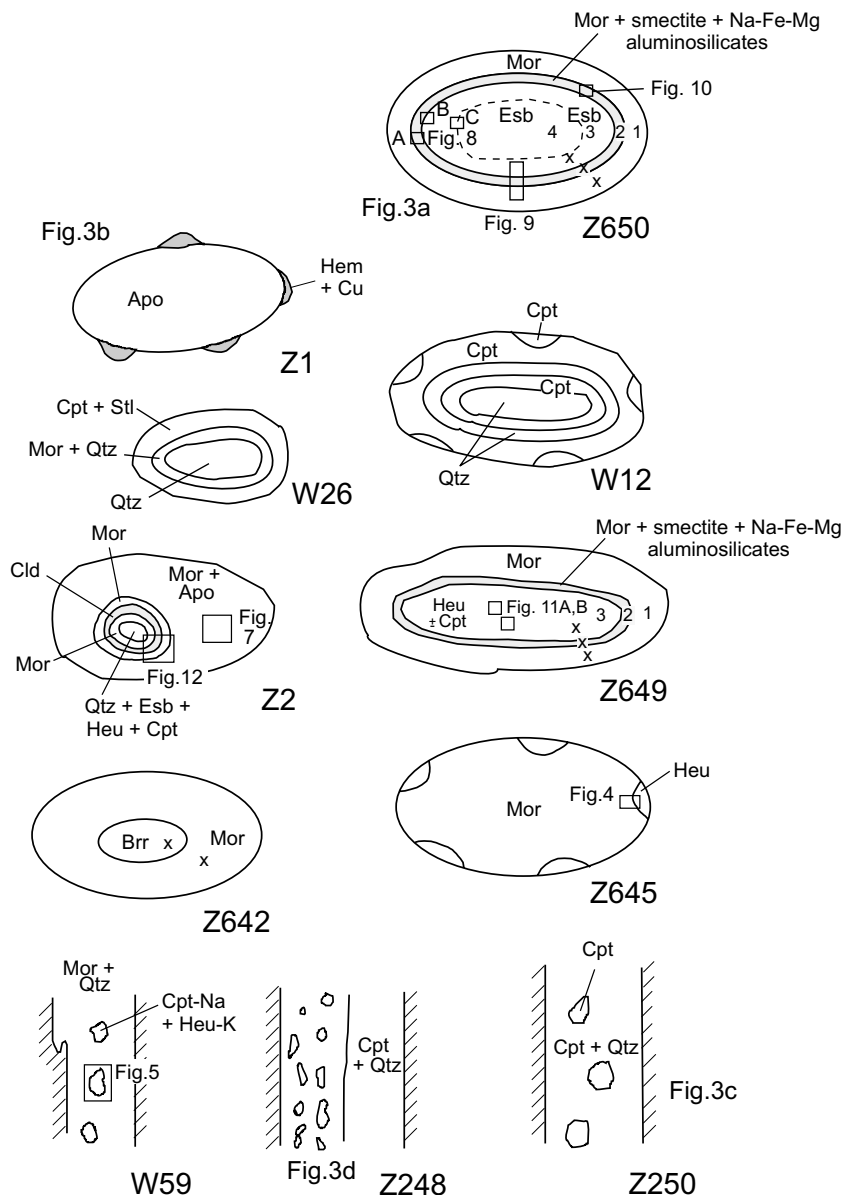 Mor + smectite + Na-Fe-Mg
aluminosilicates
Mor
Fig. 10
B
C
Esb
Esb
A
Fig. 8
4
3
2
1
x
x
x
Fig.3a
Fig. 9
Z650
Fig.3b
Apo
Hem
+ Cu
Z1
Cpt
Cpt
Cpt
Qtz
W12
Cpt + Stl
Mor + Qtz
Qtz
W26
Mor
Cld
Mor +
Apo
Fig.
7
Mor
Fig.12
Qtz + Esb +
Heu + Cpt
Z2
Mor + smectite + Na-Fe-Mg
aluminosilicates
Mor
Heu
± Cpt
Fig. 11A,B
3
2
1
x
x
x
Z649
Brr
x
Mor
x
Z642
Heu
Fig.4
Mor
Z645
Mor +
Qtz
Cpt-Na
+ Heu-K
Fig.5
W59
Cpt
+ Qtz
Fig.3d
Z248
Cpt
Cpt + Qtz
Fig.3c
Z250